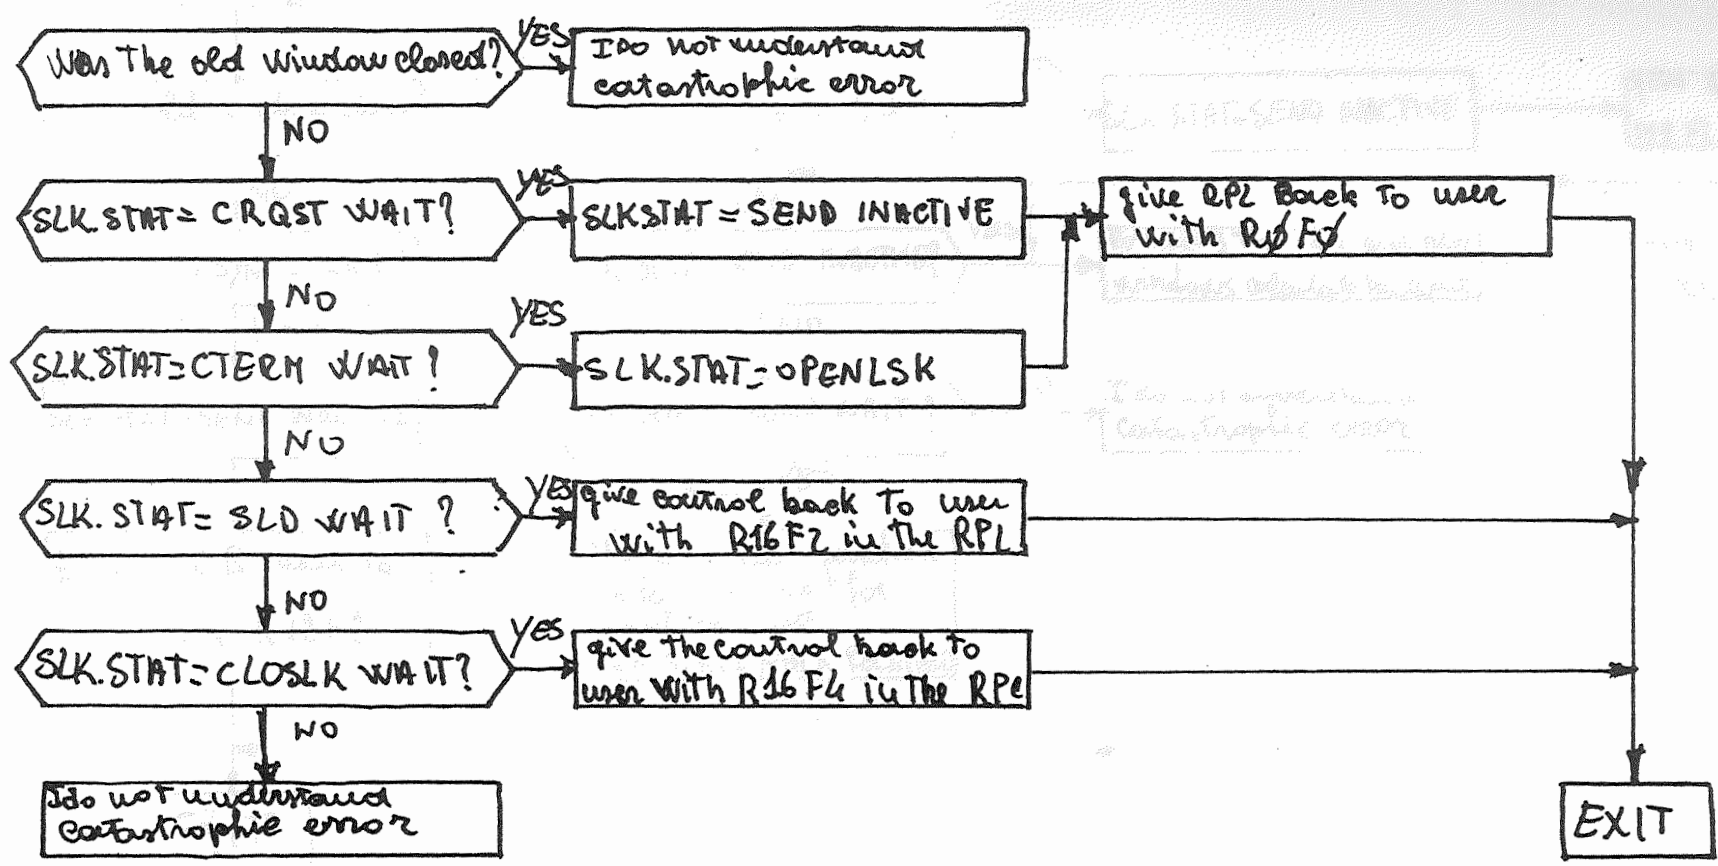 Was the old window closed?
YES
I Do not understand
catastrophic error
NO
SLK.STAT= CRQST WAIT?
YES
SLK.STAT = SEND INACTIVE
give RPL Back To user
with RØFØ
NO
SLK.STAT=CTERM WAIT ?
YES
SLK.STAT=OPENLSK
NO
SLK.STAT= SLD WAIT ?
YES
give control back To user
with R16F2 in the RPL
NO
SLK.STAT=CLOSLK WAIT?
YES
give the control back to
user with R16F4 in the RPL
NO
I do not understand
catastrophic error
EXIT